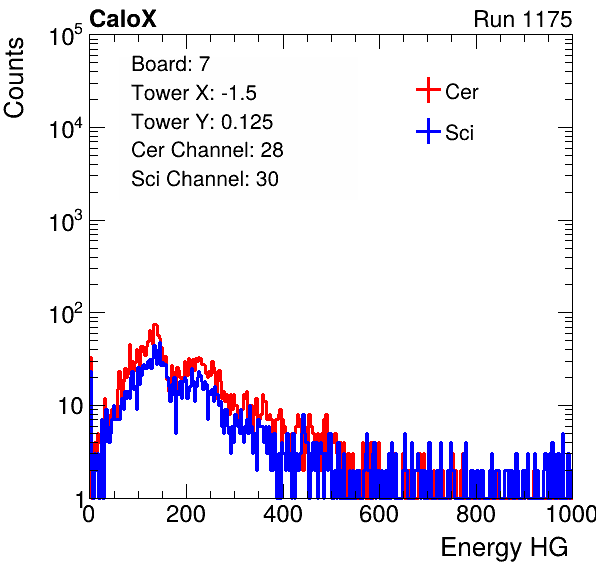 CaloX Run 1175
Counts
10^5
10^4
10^3
10^2
10
1
Board: 7
Tower X: -1.5
Tower Y: 0.125
Cer Channel: 28
Sci Channel: 30
Cer
Sci
0 200 400 600 800 1000
Energy HG